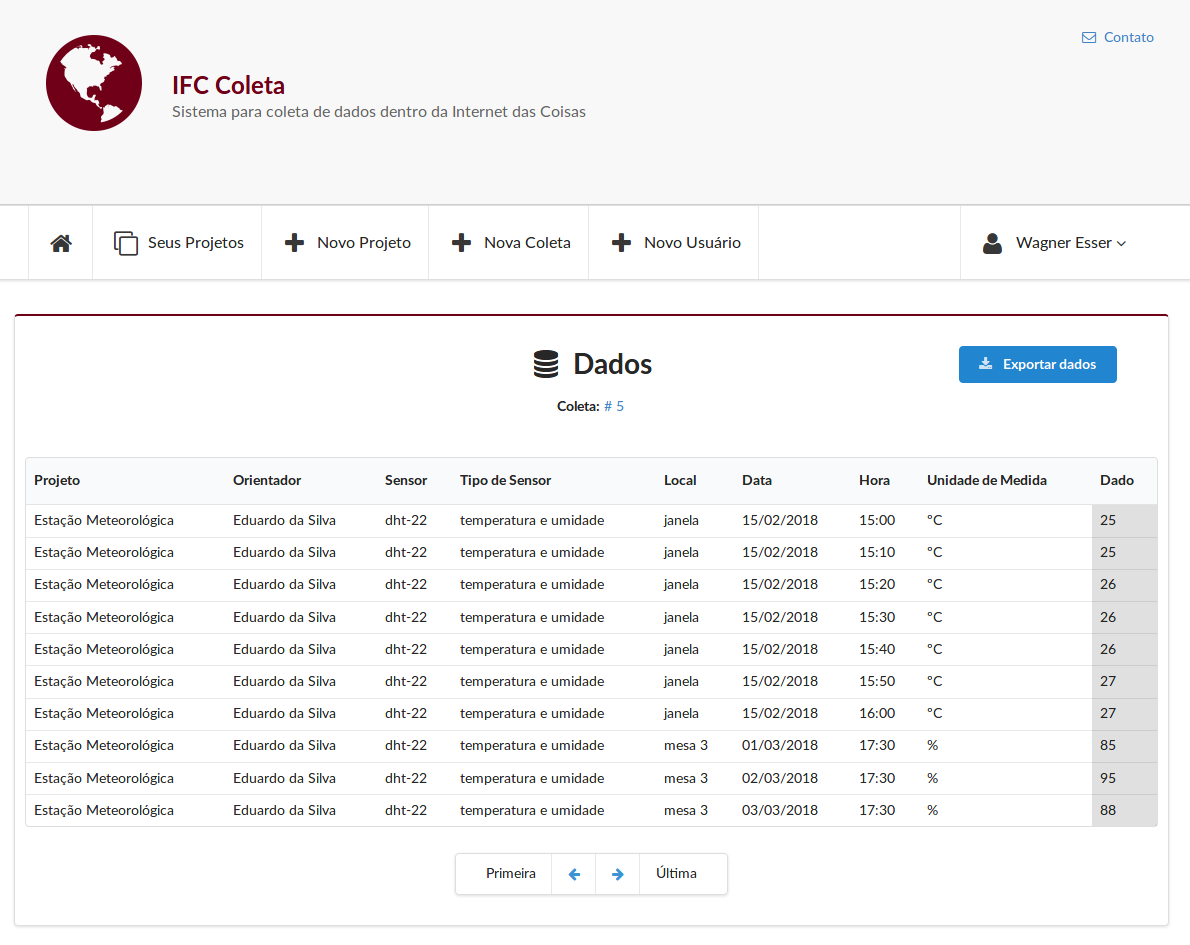 Contato
IFC Coleta
Sistema para coleta de dados dentro da Internet das Coisas
Seus Projetos Novo Projeto Nova Coleta Novo Usuário Wagner Esser
Dados
Exportar dados
Coleta: # 5
Projeto Orientador Sensor Tipo de Sensor Local Data Hora Unidade de Medida Dado
Estação Meteorológica Eduardo da Silva dht-22 temperatura e umidade janela 15/02/2018 15:00 °C 25
Estação Meteorológica Eduardo da Silva dht-22 temperatura e umidade janela 15/02/2018 15:10 °C 25
Estação Meteorológica Eduardo da Silva dht-22 temperatura e umidade janela 15/02/2018 15:20 °C 26
Estação Meteorológica Eduardo da Silva dht-22 temperatura e umidade janela 15/02/2018 15:30 °C 26
Estação Meteorológica Eduardo da Silva dht-22 temperatura e umidade janela 15/02/2018 15:40 °C 26
Estação Meteorológica Eduardo da Silva dht-22 temperatura e umidade janela 15/02/2018 15:50 °C 27
Estação Meteorológica Eduardo da Silva dht-22 temperatura e umidade janela 15/02/2018 16:00 °C 27
Estação Meteorológica Eduardo da Silva dht-22 temperatura e umidade mesa 3 01/03/2018 17:30 % 85
Estação Meteorológica Eduardo da Silva dht-22 temperatura e umidade mesa 3 02/03/2018 17:30 % 95
Estação Meteorológica Eduardo da Silva dht-22 temperatura e umidade mesa 3 03/03/2018 17:30 % 88
Primeira Última